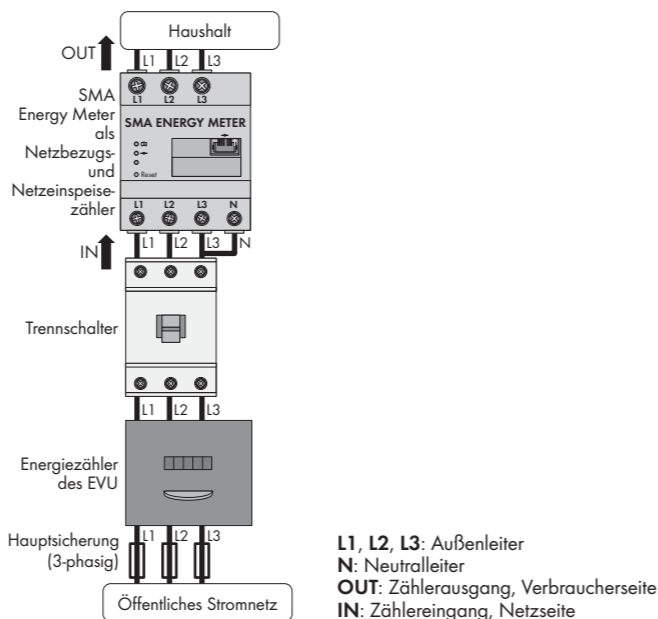 Haushalt
OUT
L1 L2 L3
SMA
Energy Meter
als
Netzbezugs-
und
Netzeinspeise-
zähler
L1 L2 L3
SMA ENERGY METER
Reset
L1 L2 L3 N
IN
L1 L2 L3 N
Trennschalter
L1 L2 L3
Energiezähler
des EVU
Hauptsicherung
(3-phasig)
L1 L2 L3
Öffentliches Stromnetz
L1, L2, L3: Außenleiter
N: Neutralleiter
OUT: Zählerausgang, Verbraucherseite
IN: Zählereingang, Netzseite